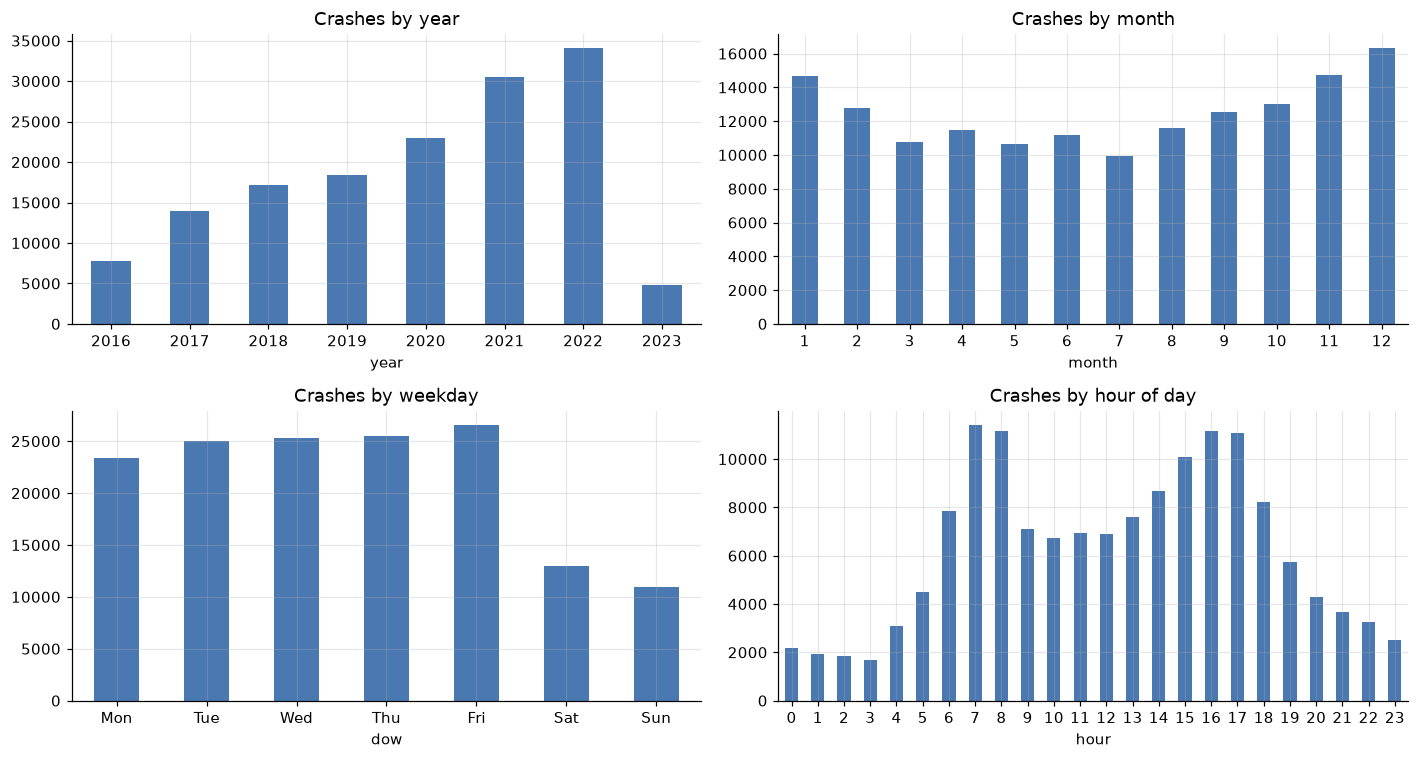 Crashes by year
35000
30000
25000
20000
15000
10000
5000
0
2016 2017 2018 2019 2020 2021 2022 2023
year
Crashes by month
16000
14000
12000
10000
8000
6000
4000
2000
0
1 2 3 4 5 6 7 8 9 10 11 12
month
Crashes by weekday
25000
20000
15000
10000
5000
0
Mon Tue Wed Thu Fri Sat Sun
dow
Crashes by hour of day
10000
8000
6000
4000
2000
0
0 1 2 3 4 5 6 7 8 9 10 11 12 13 14 15 16 17 18 19 20 21 22 23
hour